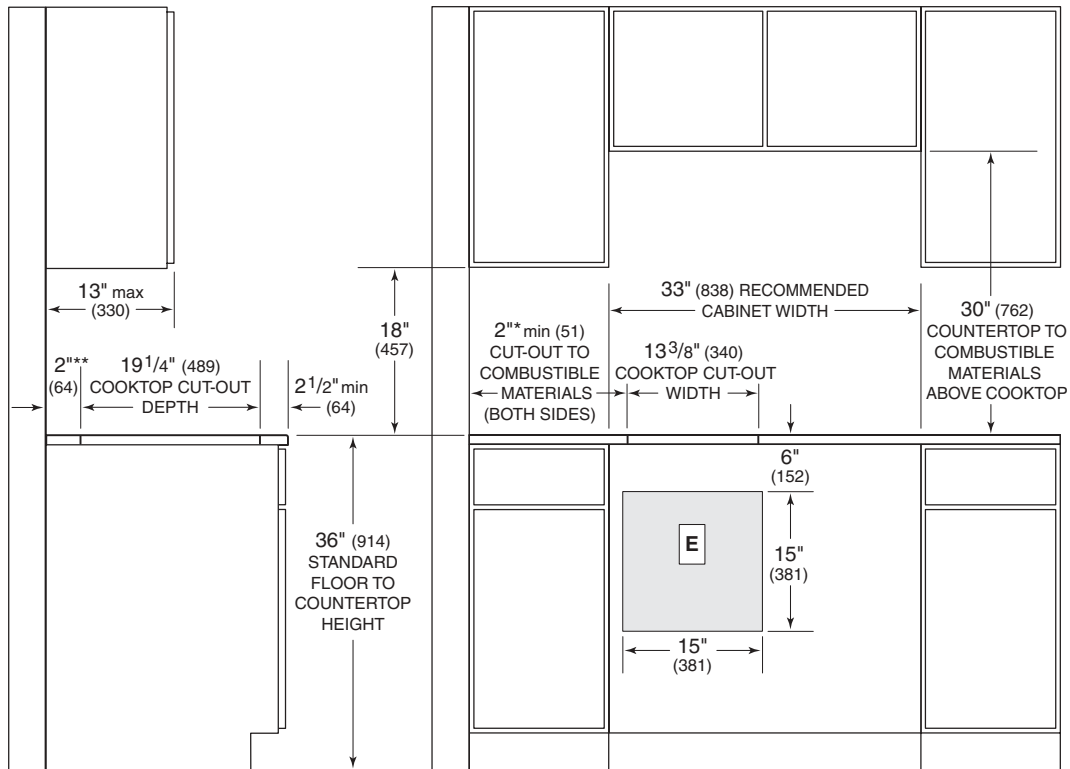 13" max
(330)
2"**
(64)
19 1/4" (489)
COOKTOP CUT-OUT
DEPTH
2 1/2" min
(64)
18"
(457)
36" (914)
STANDARD
FLOOR TO
COUNTERTOP
HEIGHT
33" (838) RECOMMENDED
CABINET WIDTH
2"* min (51)
CUT-OUT TO
COMBUSTIBLE
MATERIALS
(BOTH SIDES)
13 3/8" (340)
COOKTOP CUT-OUT
WIDTH
30" (762)
COUNTERTOP TO
COMBUSTIBLE
MATERIALS
ABOVE COOKTOP
6"
(152)
E
15"
(381)
15"
(381)